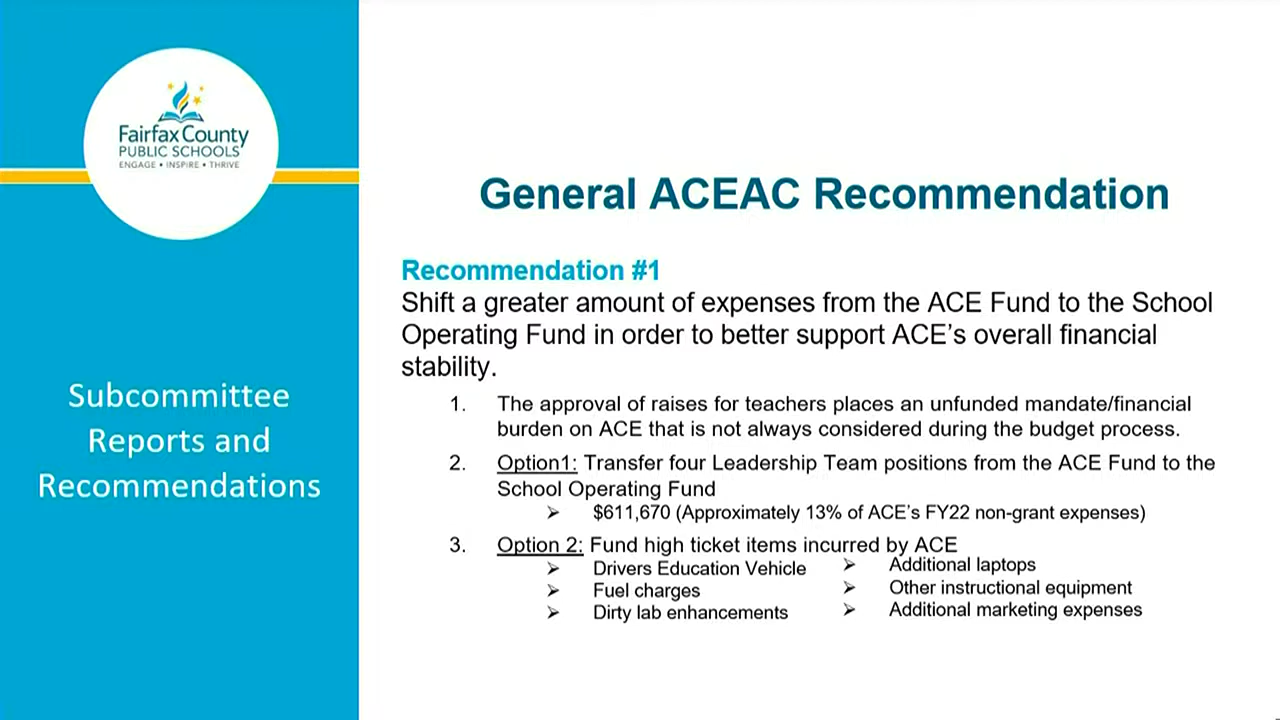 Fairfax County
PUBLIC SCHOOLS
ENGAGE • INSPIRE • THRIVE
Subcommittee
Reports and
Recommendations
General ACEAC Recommendation
Recommendation #1
Shift a greater amount of expenses from the ACE Fund to the School
Operating Fund in order to better support ACE’s overall financial
stability.
1. The approval of raises for teachers places an unfunded mandate/financial
burden on ACE that is not always considered during the budget process.
2. Option1: Transfer four Leadership Team positions from the ACE Fund to the
School Operating Fund
➢ $611,670 (Approximately 13% of ACE’s FY22 non-grant expenses)
3. Option 2: Fund high ticket items incurred by ACE
➢ Drivers Education Vehicle
➢ Fuel charges
➢ Dirty lab enhancements
➢ Additional laptops
➢ Other instructional equipment
➢ Additional marketing expenses